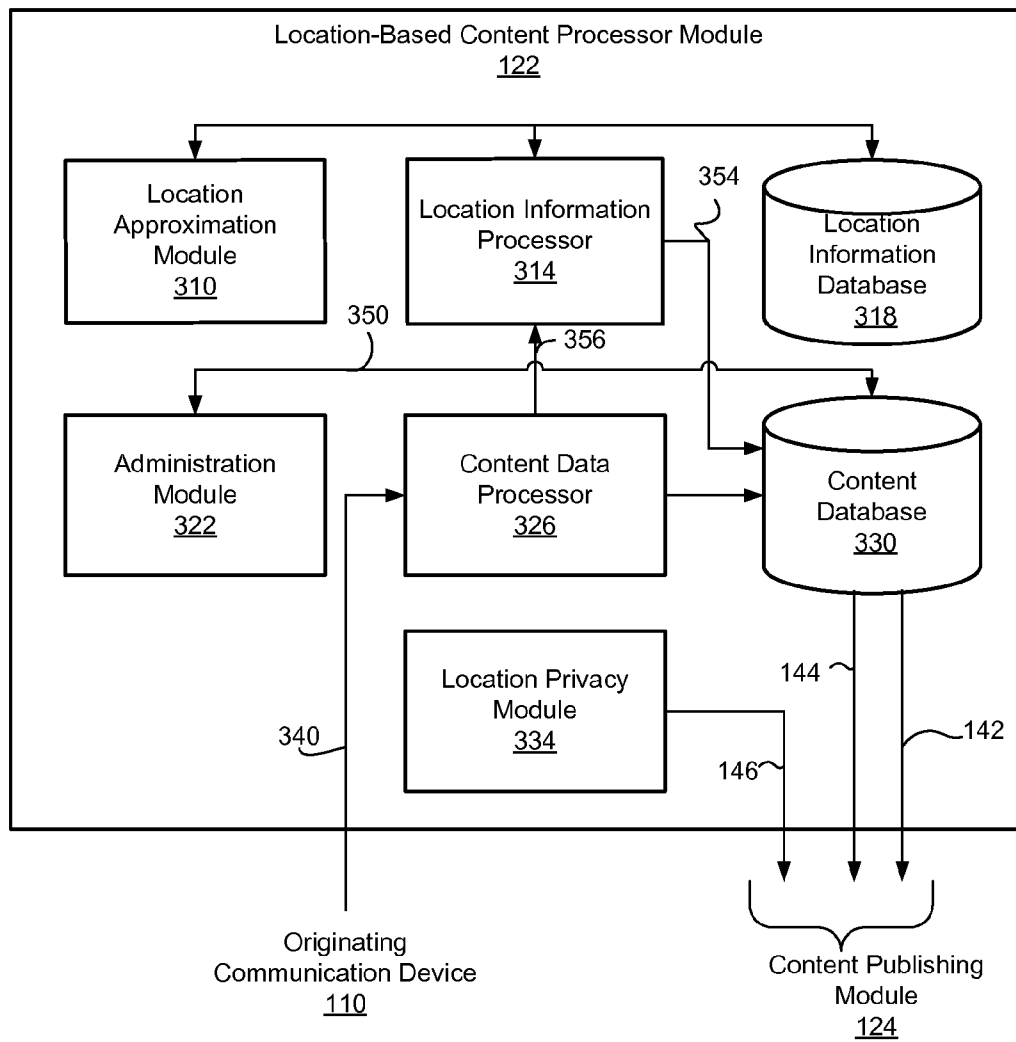 Location-Based Content Processor Module
122
Location
Approximation
Module
310
Location Information
Processor
314
354
Location
Information
Database
318
350
356
Administration
Module
322
Content Data
Processor
326
Content
Database
330
Location Privacy
Module
334
340
144
142
146
Originating
Communication Device
110
Content Publishing
Module
124